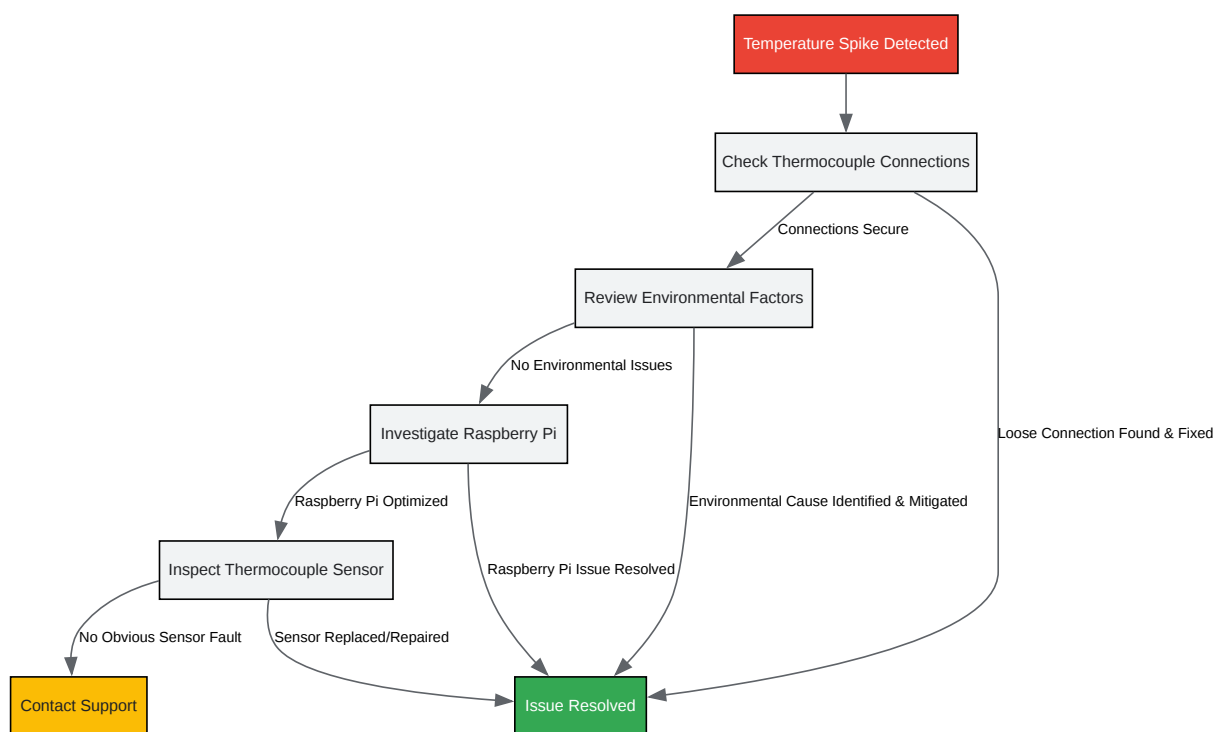 Temperature Spike Detected
Check Thermocouple Connections
Connections Secure
Review Environmental Factors
No Environmental Issues
Investigate Raspberry Pi
Loose Connection Found & Fixed
Raspberry Pi Optimized
Environmental Cause Identified & Mitigated
Inspect Thermocouple Sensor
Raspberry Pi Issue Resolved
No Obvious Sensor Fault
Sensor Replaced/Repaired
Contact Support
Issue Resolved